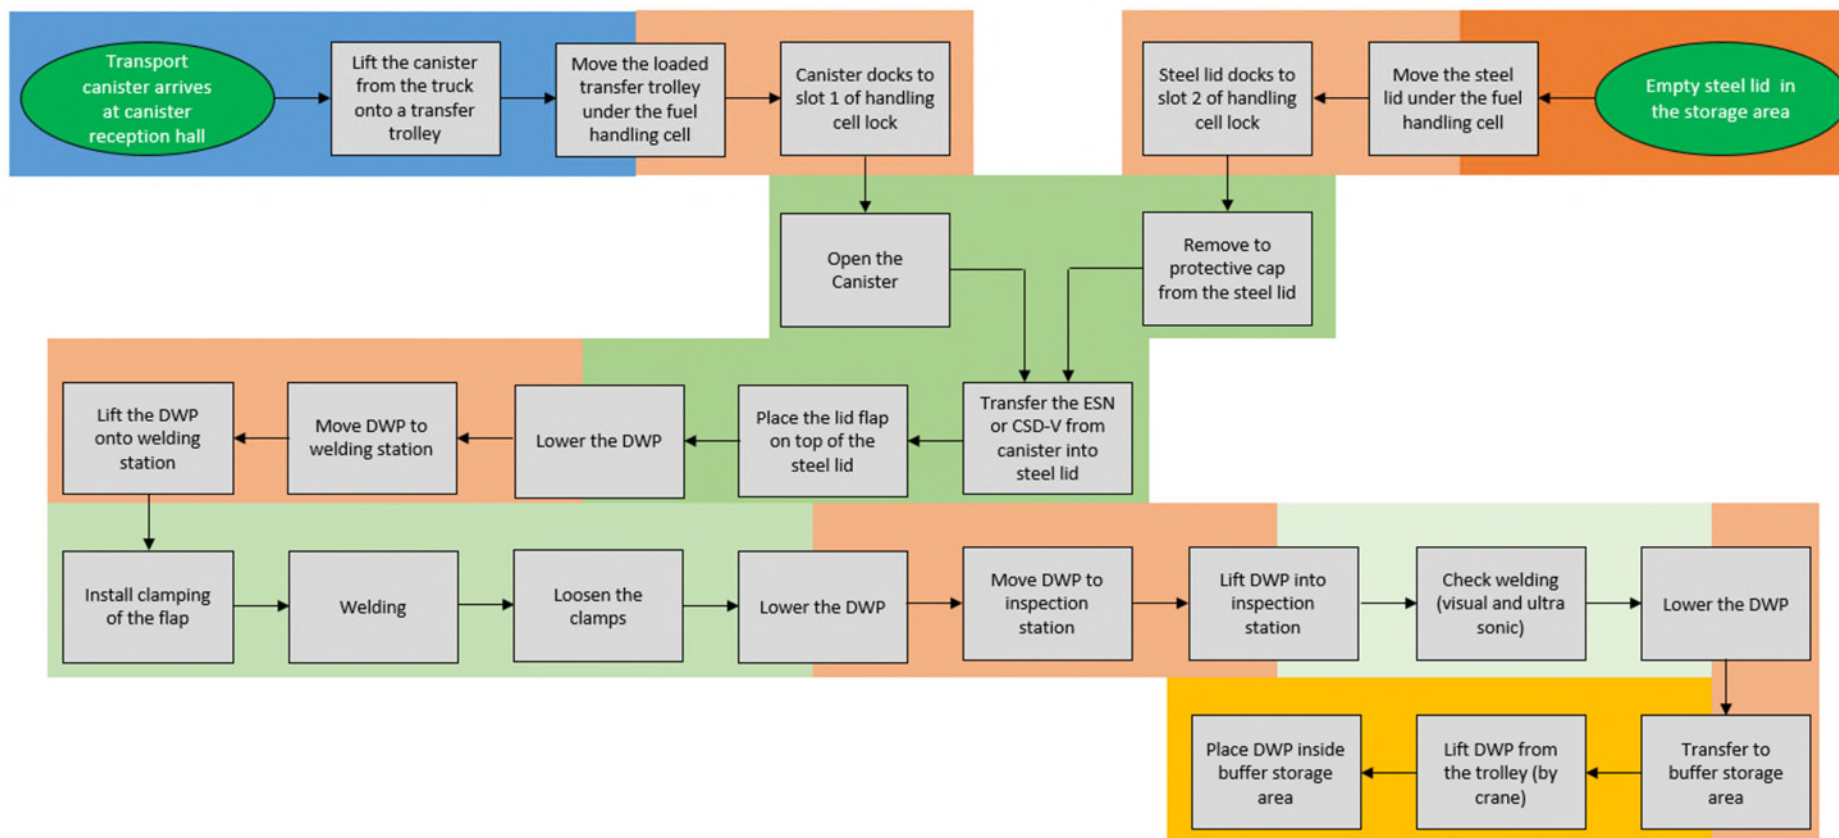 Transport
canister arrives
at canister
reception hall
Lift the canister
from the truck
onto a transfer
trolley
Move the loaded
transfer trolley
under the fuel
handling cell
Canister docks to
slot 1 of handling
cell lock
Steel lid docks to
slot 2 of handling
cell lock
Move the steel
lid under the fuel
handling cell
Empty steel lid in
the storage area
Open the
Canister
Remove to
protective cap
from the steel lid
Lift the DWP
onto welding
station
Move DWP to
welding station
Lower the DWP
Place the lid flap
on top of the
steel lid
Transfer the ESN
or CSD-V from
canister into
steel lid
Install clamping
of the flap
Welding
Loosen the
clamps
Lower the DWP
Move DWP to
inspection
station
Lift DWP into
inspection
station
Check welding
(visual and ultra
sonic)
Lower the DWP
Place DWP inside
buffer storage
area
Lift DWP from
the trolley (by
crane)
Transfer to
buffer storage
area